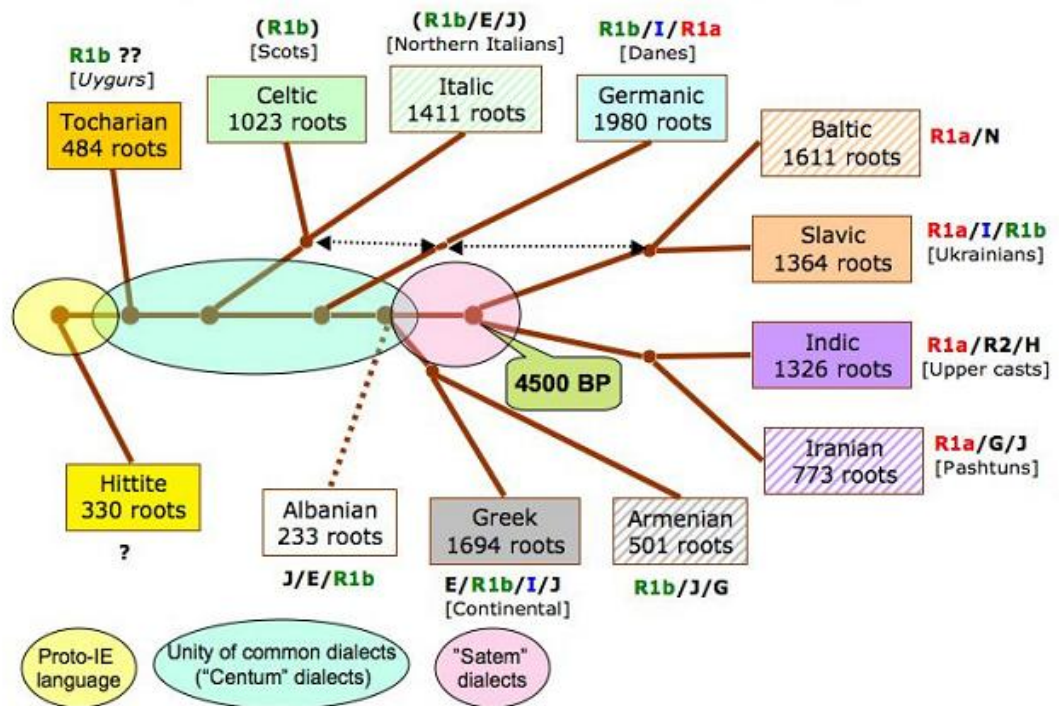 R1b ??
[Uygurs]
Tocharian
484 roots
(R1b)
[Scots]
Celtic
1023 roots
(R1b/E/J)
[Northern Italians]
Italic
1411 roots
R1b/I/R1a
[Danes]
Germanic
1980 roots
Baltic
1611 roots
R1a/N
Slavic
1364 roots
R1a/I/R1b
[Ukrainians]
Indic
1326 roots
R1a/R2/H
[Upper casts]
4500 BP
Iranian
773 roots
R1a/G/J
[Pashtuns]
Hittite
330 roots
?
Albanian
233 roots
J/E/R1b
Greek
1694 roots
E/R1b/I/J
[Continental]
Armenian
501 roots
R1b/J/G
Proto-IE
language
Unity of common dialects
("Centum" dialects)
"Satem"
dialects